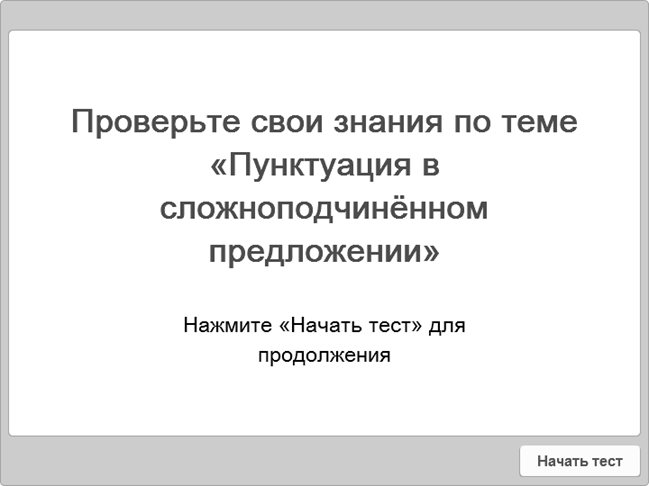 Проверьте свои знания по теме
«Пунктуация в
сложноподчинённом
предложении»
Нажмите «Начать тест» для
продолжения
Начать тест